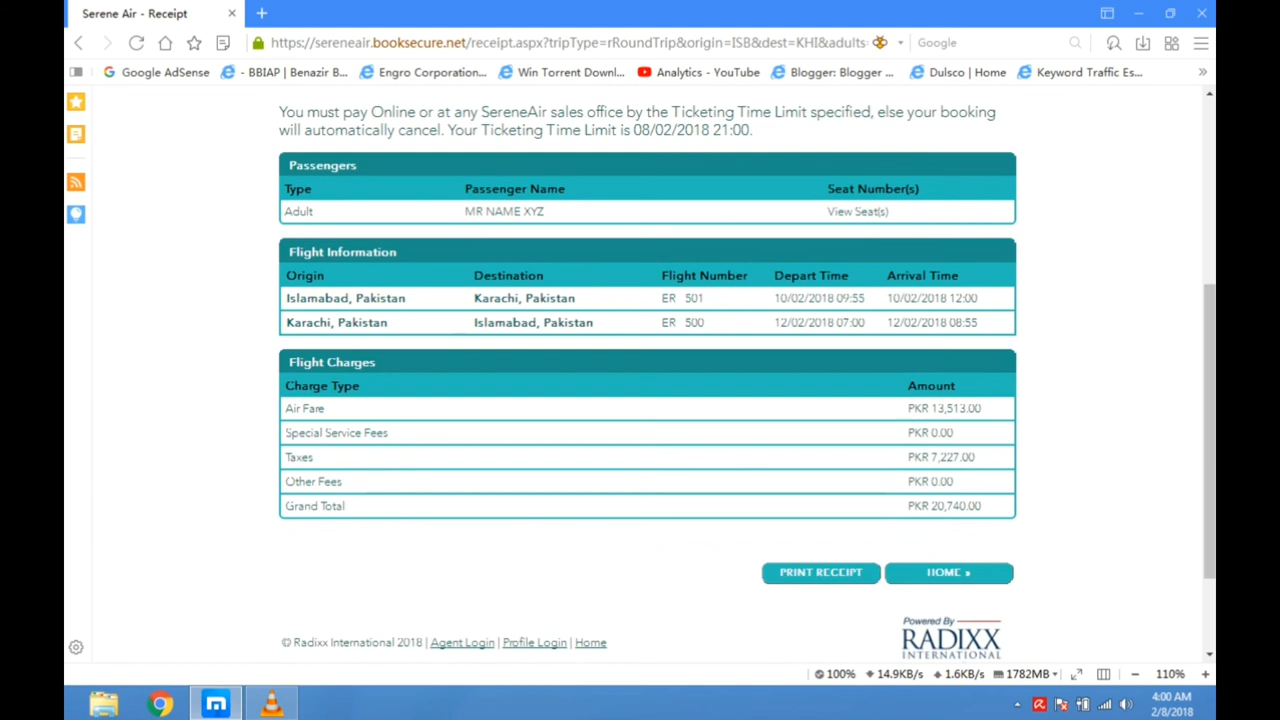 Serene Air - Receipt
https://sereneair.booksecure.net/receipt.aspx?tripType=rRoundTrip&origin=ISB&dest=KHI&adults
Google
Google AdSense
- BBIAP | Benazir B...
Engro Corporation...
Win Torrent Downl...
Analytics - YouTube
Blogger: Blogger ...
Dulsco | Home
Keyword Traffic Es...
You must pay Online or at any SereneAir sales office by the Ticketing Time Limit specified, else your booking
will automatically cancel. Your Ticketing Time Limit is 08/02/2018 21:00.
Passengers
Type Passenger Name Seat Number(s)
Adult MR NAME XYZ View Seat(s)
Flight Information
Origin Destination Flight Number Depart Time Arrival Time
Islamabad, Pakistan Karachi, Pakistan ER 501 10/02/2018 09:55 10/02/2018 12:00
Karachi, Pakistan Islamabad, Pakistan ER 500 12/02/2018 07:00 12/02/2018 08:55
Flight Charges
Charge Type Amount
Air Fare PKR 13,513.00
Special Service Fees PKR 0.00
Taxes PKR 7,227.00
Other Fees PKR 0.00
Grand Total PKR 20,740.00
PRINT RECEIPT HOME »
Powered By
RADIXX
INTERNATIONAL
© Radixx International 2018 | Agent Login | Profile Login | Home
100% 14.9KB/s 1.6KB/s 1782MB 110%
4:00 AM
2/8/2018